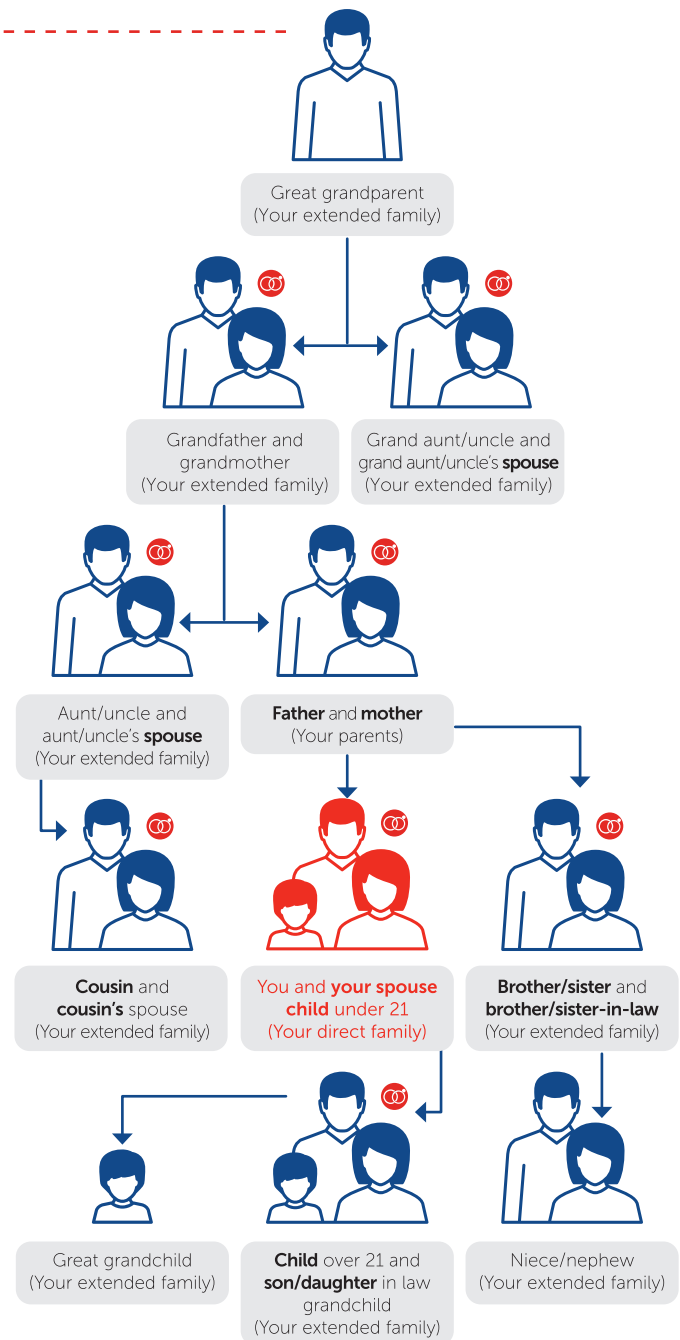 Great grandparent
(Your extended family)
Grandfather and
grandmother
(Your extended family)
Grand aunt/uncle and
grand aunt/uncle's spouse
(Your extended family)
Aunt/uncle and
aunt/uncle's spouse
(Your extended family)
Father and mother
(Your parents)
Cousin and
cousin's spouse
(Your extended family)
You and your spouse
child under 21
(Your direct family)
Brother/sister and
brother/sister-in-law
(Your extended family)
Great grandchild
(Your extended family)
Child over 21 and
son/daughter in law
grandchild
(Your extended family)
Niece/nephew
(Your extended family)